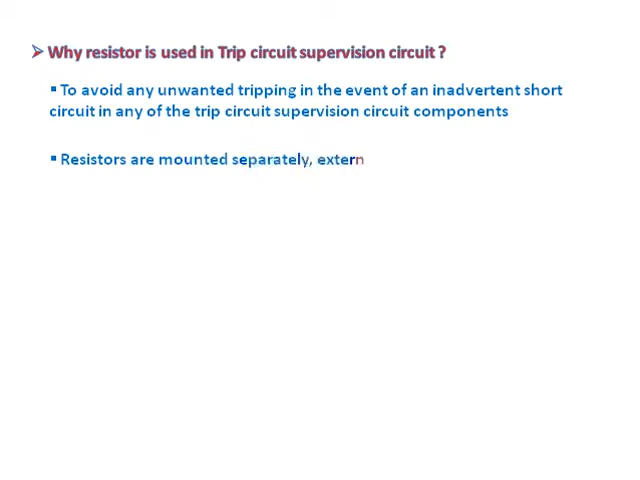 Why resistor is used in Trip circuit supervision circuit ?
To avoid any unwanted tripping in the event of an inadvertent short
circuit in any of the trip circuit supervision circuit components
Resistors are mounted separately, extern